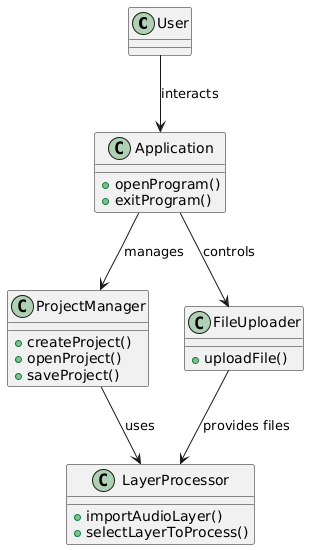 C User
interacts
C Application
openProgram()
exitProgram()
manages
controls
C ProjectManager
createProject()
openProject()
saveProject()
C FileUploader
uploadFile()
uses
provides files
C LayerProcessor
importAudioLayer()
selectLayerToProcess()